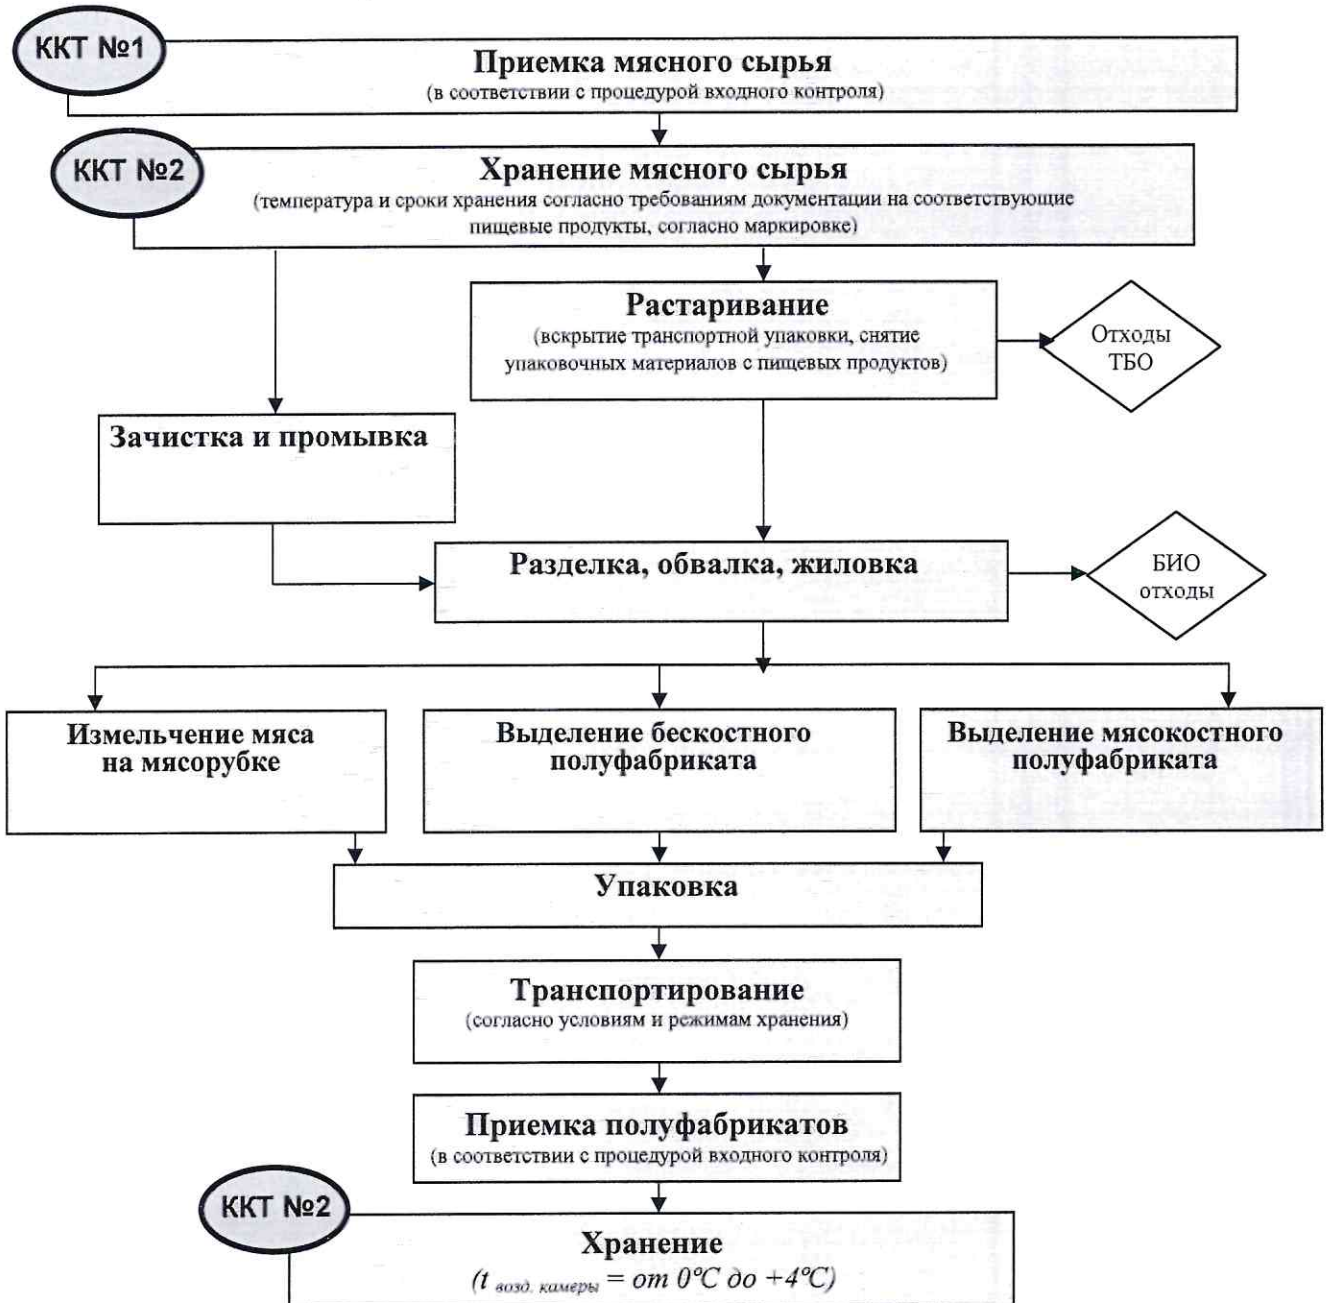 ККТ №1
Приемка мясного сырья
(в соответствии с процедурой входного контроля)
ККТ №2
Хранение мясного сырья
(температура и сроки хранения согласно требованиям документации на соответствующие
пищевые продукты, согласно маркировке)
Растаривание
(вскрытие транспортной упаковки, снятие
упаковочных материалов с пищевых продуктов)
Отходы
ТБО
Зачистка и промывка
Разделка, обвалка, жиловка
БИО
отходы
Измельчение мяса
на мясорубке
Выделение бескостного
полуфабриката
Выделение мясокостного
полуфабриката
Упаковка
Транспортирование
(согласно условиям и режимам хранения)
Приемка полуфабрикатов
(в соответствии с процедурой входного контроля)
ККТ №2
Хранение
(t возд. камеры = от 0°С до +4°С)